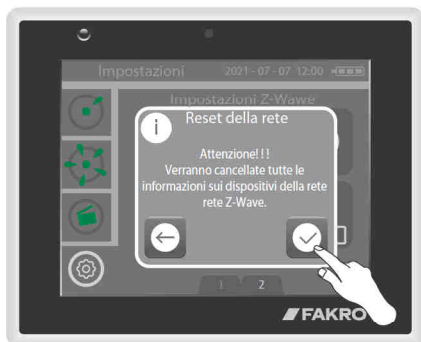 Impostazioni 2021-07-07 12:00
Impostazioni Z-Wawe
Reset della rete
i
Attenzione!!!
Verranno cancellate tutte le
informazioni sui dispositivi della rete
rete Z-Wave.
1 2
FAKRO